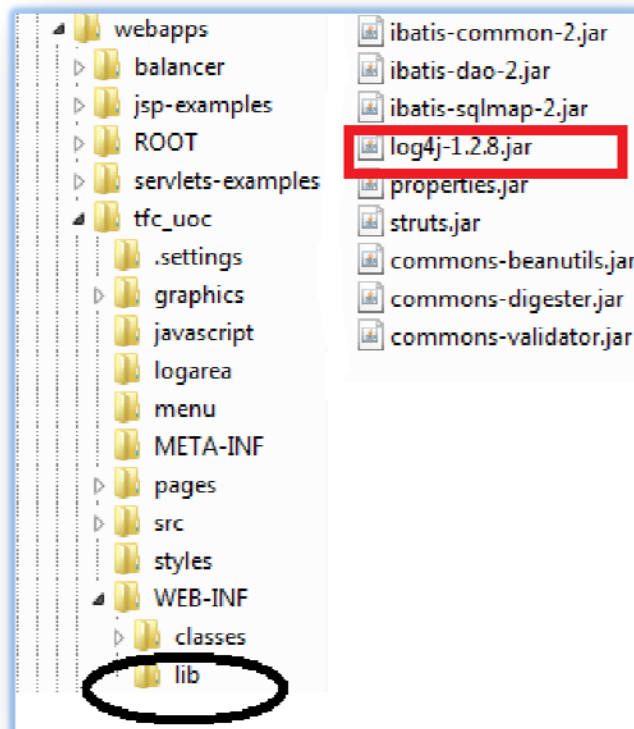 webapps
balancer
jsp-examples
ROOT
servlets-examples
tfc_uoc
.settings
graphics
javascript
logarea
menu
META-INF
pages
src
styles
WEB-INF
classes
lib
ibatis-common-2.jar
ibatis-dao-2.jar
ibatis-sqlmap-2.jar
log4j-1.2.8.jar
properties.jar
struts.jar
commons-beanutils.jar
commons-digester.jar
commons-validator.jar